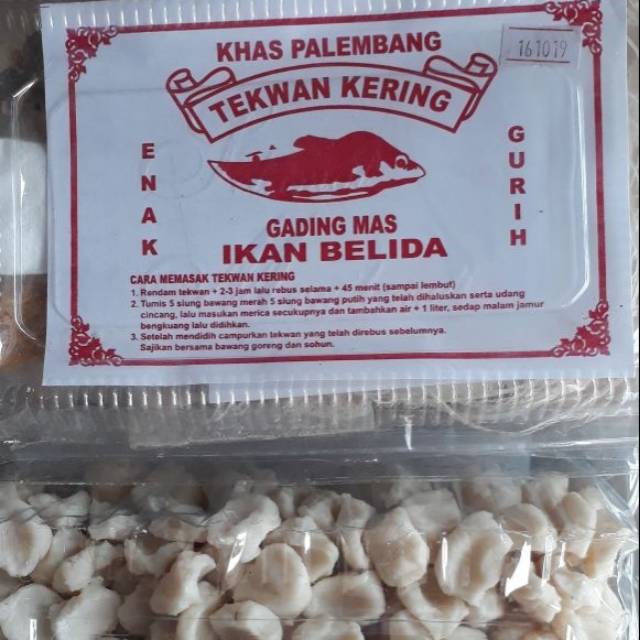 KHAS PALEMBANG
161019
TEKWAN KERING
ENAK
GURIH
GADING MAS
IKAN BELIDA
CARA MEMASAK TEKWAN KERING
1. Rendam tekwan + 2-3 jam lalu rebus selama + 45 menit (sampai lembut)
2. Tumis 5 siung bawang merah 5 siung bawang putih yang telah dihaluskan serta udang
cincang, lalu masukan merica secukupnya dan tambahkan air + 1 liter, sedap malam jamur
bengkuang lalu didihkan.
3. Setelah mendidih campurkan tekwan yang telah direbus sebelumnya.
Sajikan bersama bawang goreng dan sohun.